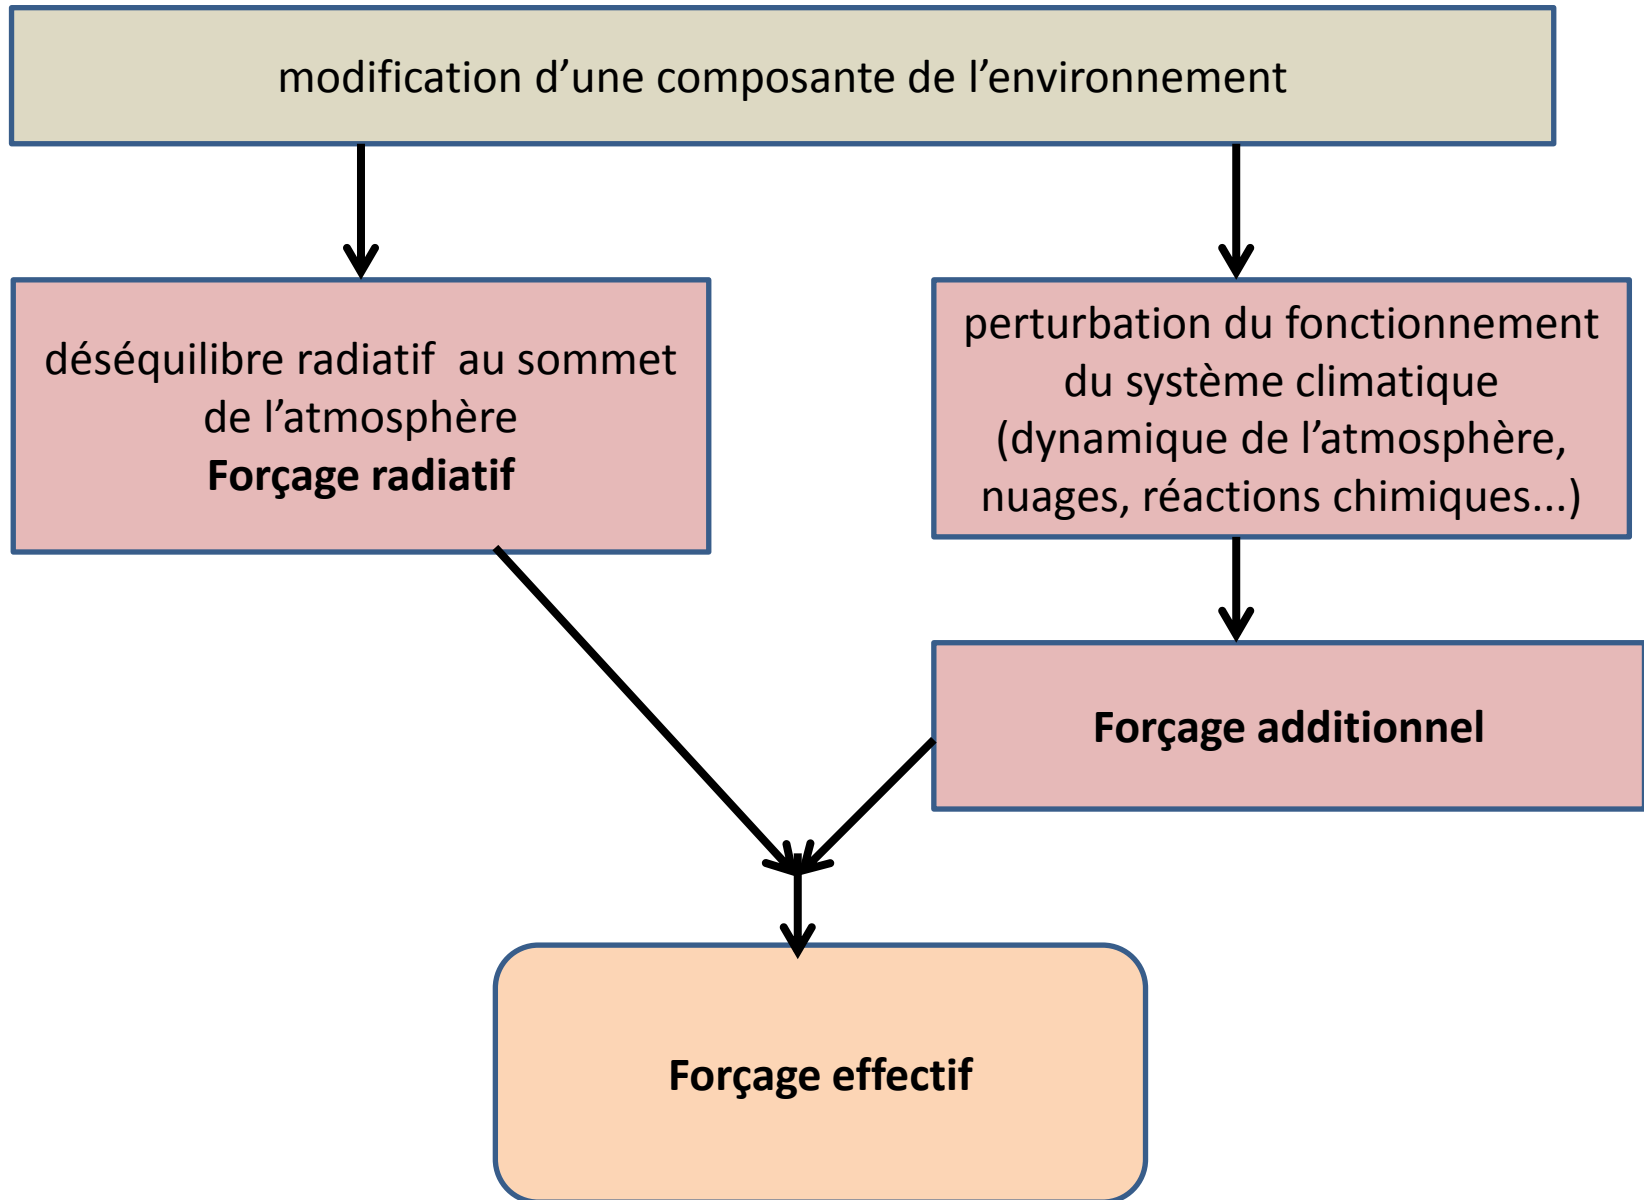 modification d’une composante de l’environnement
déséquilibre radiatif  au sommet
de l’atmosphère
Forçage radiatif
perturbation du fonctionnement
du système climatique
(dynamique de l’atmosphère,
nuages, réactions chimiques...)
Forçage additionnel
Forçage effectif